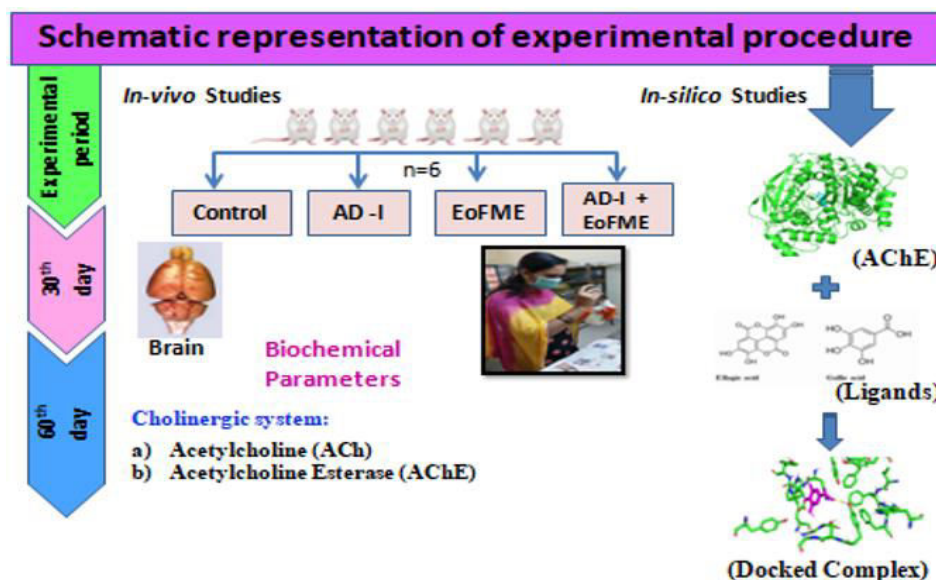 Schematic representation of experimental procedure
Experimental
period
30th
day
60th
day
In-vivo Studies
n=6
Control
AD -I
EoFME
AD-I +
EoFME
Brain
Biochemical
Parameters
Cholinergic system:
a) Acetylcholine (ACh)
b) Acetylcholine Esterase (AChE)
In-silico Studies
(AChE)
+
Ellagic acid
Gallic acid
(Ligands)
(Docked Complex)